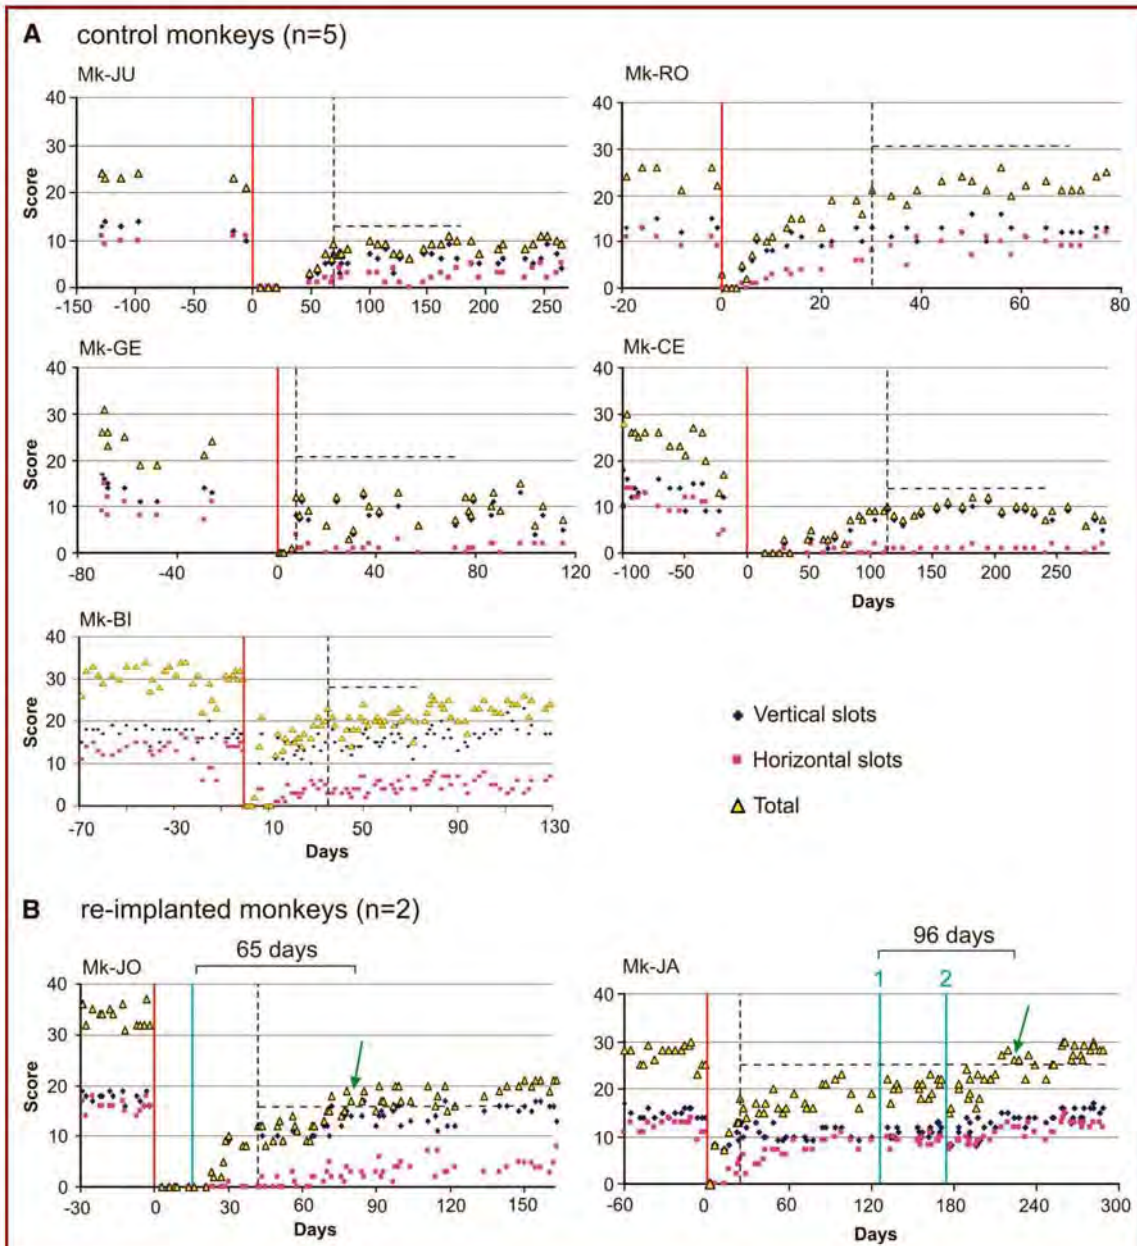 A control monkeys (n=5)
Mk-JU
Score
40
30
20
10
0
-150 -100 -50 0 50 100 150 200 250
Mk-RO
40
30
20
10
0
-20 0 20 40 60 80
Mk-GE
Score
40
30
20
10
0
-80 -40 0 40 80 120
Mk-CE
40
30
20
10
0
-100 -50 0 50 100 150 200 250
Days
Mk-BI
Score
40
30
20
10
0
-70 -30 10 50 90 130
Days
Vertical slots
Horizontal slots
Total
B re-implanted monkeys (n=2)
65 days
Mk-JO
Score
40
30
20
10
0
-30 0 30 60 90 120 150
Days
96 days
Mk-JA
1 2
40
30
20
10
0
-60 0 60 120 180 240 300
Days